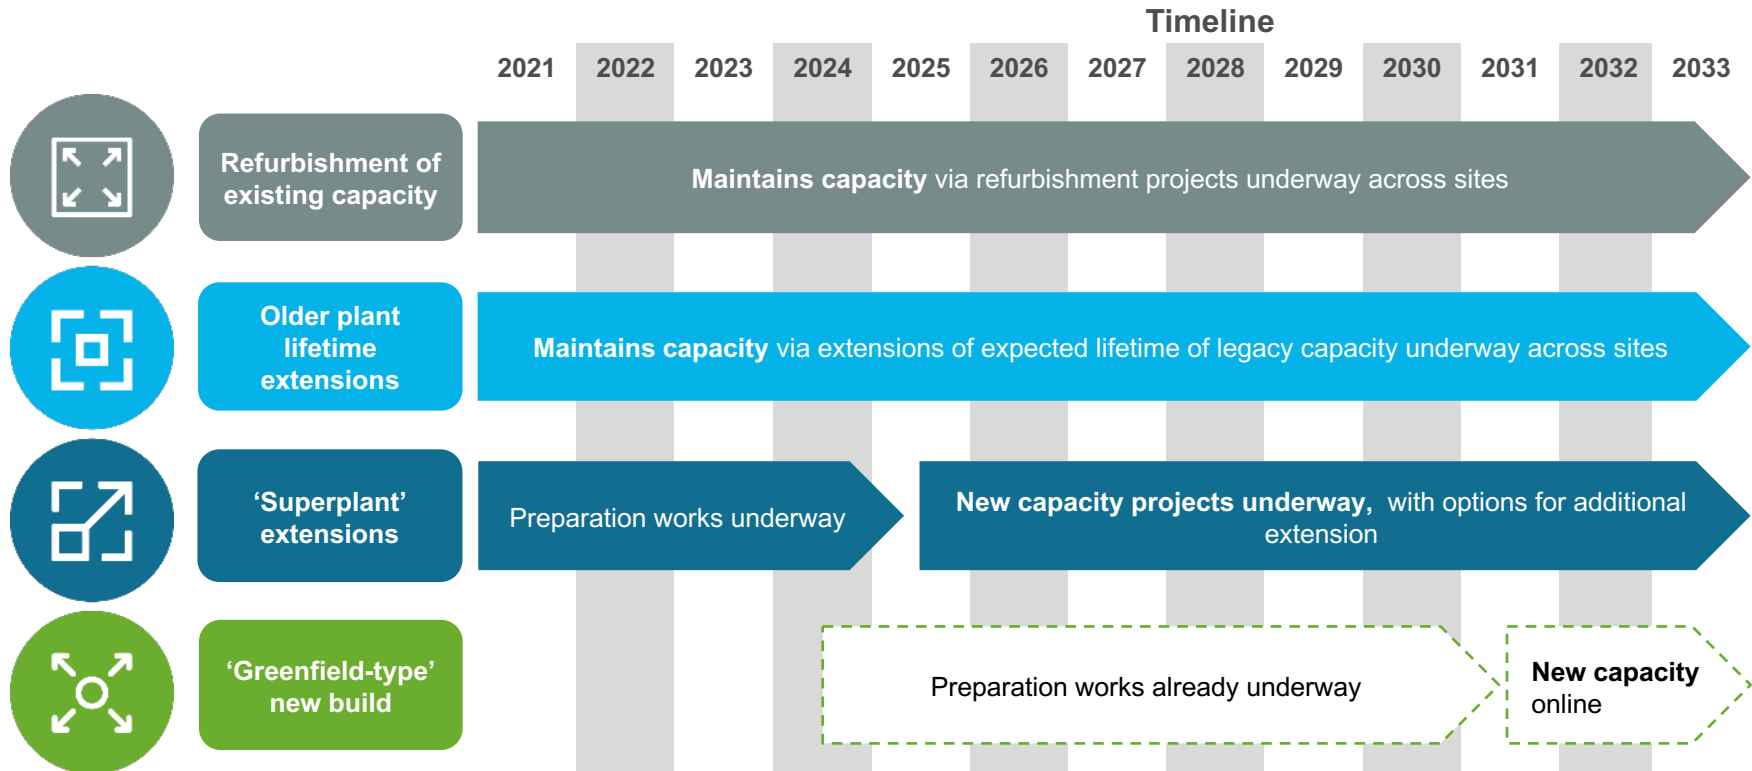 Timeline
2021 2022 2023 2024 2025 2026 2027 2028 2029 2030 2031 2032 2033
Refurbishment of
existing capacity
Maintains capacity via refurbishment projects underway across sites
Older plant
lifetime
extensions
Maintains capacity via extensions of expected lifetime of legacy capacity underway across sites
‘Superplant’
extensions
Preparation works underway
New capacity projects underway, with options for additional
extension
‘Greenfield-type’
new build
Preparation works already underway
New capacity
online